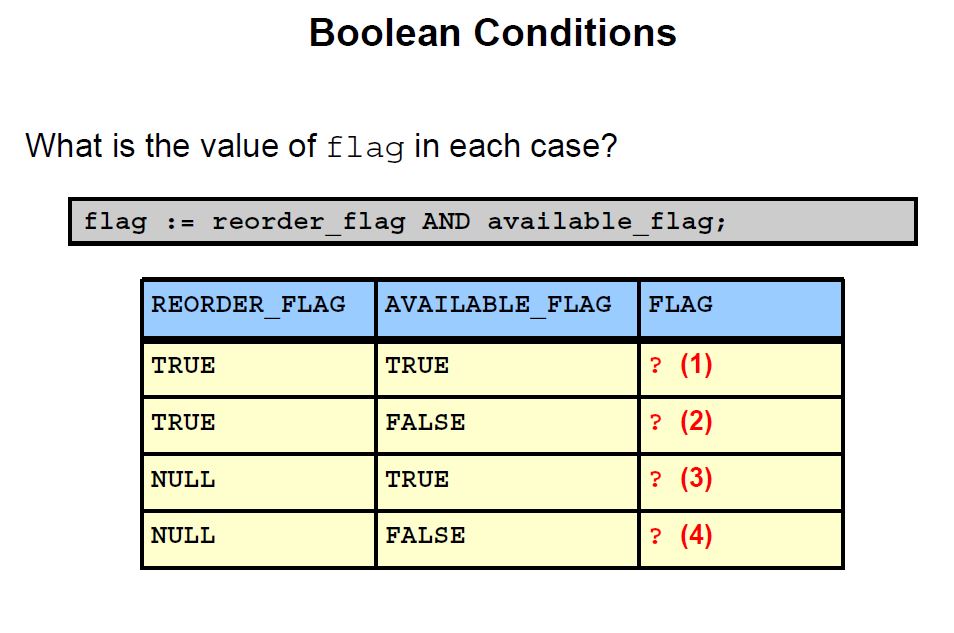 Boolean Conditions
What is the value of flag in each case?
flag := reorder_flag AND available_flag;
REORDER_FLAG AVAILABLE_FLAG FLAG
TRUE TRUE ? (1)
TRUE FALSE ? (2)
NULL TRUE ? (3)
NULL FALSE ? (4)